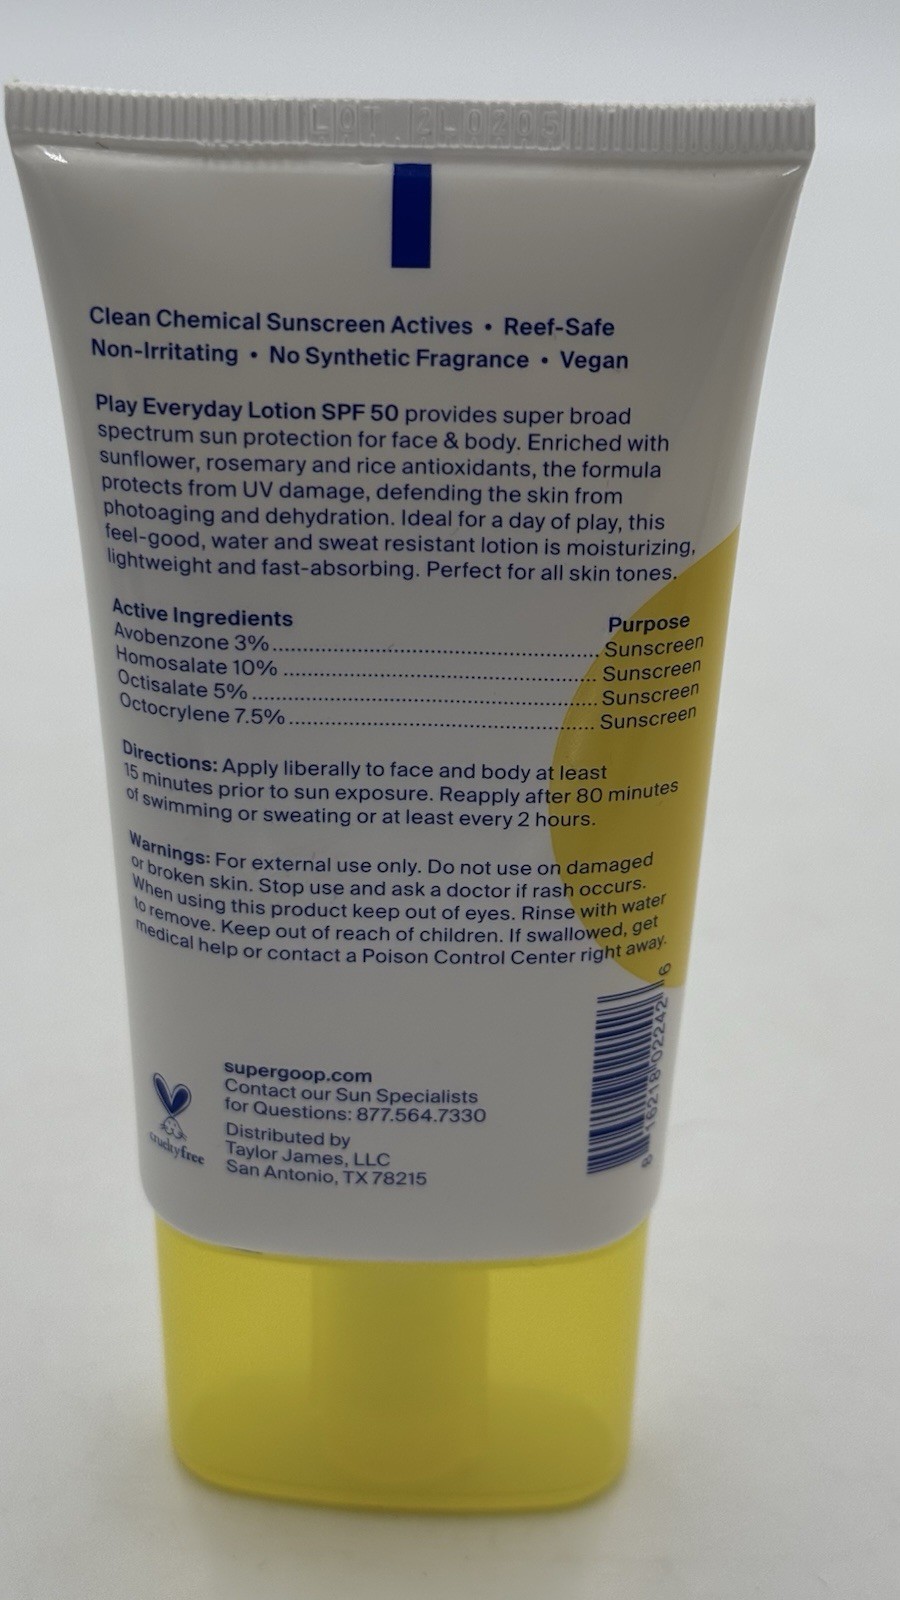 LOT 2L0205
Clean Chemical Sunscreen Actives • Reef-Safe
Non-Irritating • No Synthetic Fragrance • Vegan
Play Everyday Lotion SPF 50 provides super broad
spectrum sun protection for face & body. Enriched with
sunflower, rosemary and rice antioxidants, the formula
protects from UV damage, defending the skin from
photoaging and dehydration. Ideal for a day of play, this
feel-good, water and sweat resistant lotion is moisturizing,
lightweight and fast-absorbing. Perfect for all skin tones.
Active Ingredients Purpose
Avobenzone 3% Sunscreen
Homosalate 10% Sunscreen
Octisalate 5% Sunscreen
Octocrylene 7.5% Sunscreen
Directions: Apply liberally to face and body at least
15 minutes prior to sun exposure. Reapply after 80 minutes
of swimming or sweating or at least every 2 hours.
Warnings: For external use only. Do not use on damaged
or broken skin. Stop use and ask a doctor if rash occurs.
When using this product keep out of eyes. Rinse with water
to remove. Keep out of reach of children. If swallowed, get
medical help or contact a Poison Control Center right away.
crueltyfree
supergoop.com
Contact our Sun Specialists
for Questions: 877.564.7330
Distributed by
Taylor James, LLC
San Antonio, TX 78215
8 16218 02242 6